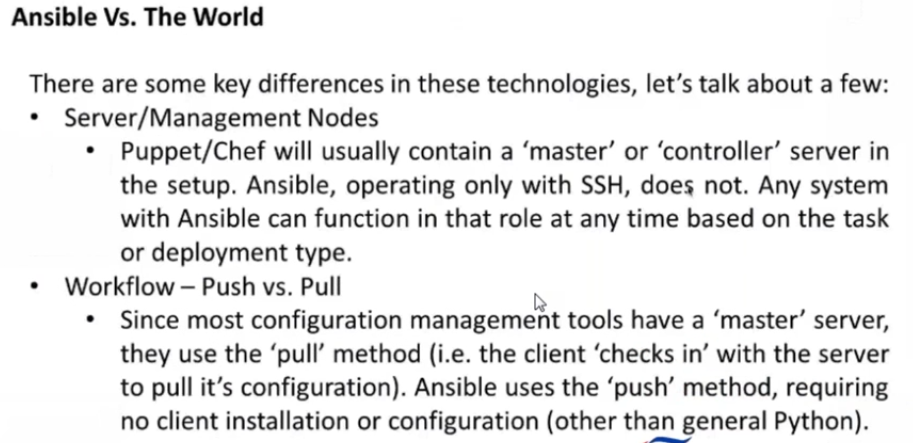 Ansible Vs. The World
There are some key differences in these technologies, let's talk about a few:
• Server/Management Nodes
• Puppet/Chef will usually contain a 'master' or 'controller' server in
the setup. Ansible, operating only with SSH, does not. Any system
with Ansible can function in that role at any time based on the task
or deployment type.
• Workflow – Push vs. Pull
• Since most configuration management tools have a 'master' server,
they use the 'pull' method (i.e. the client 'checks in' with the server
to pull it's configuration). Ansible uses the 'push' method, requiring
no client installation or configuration (other than general Python).